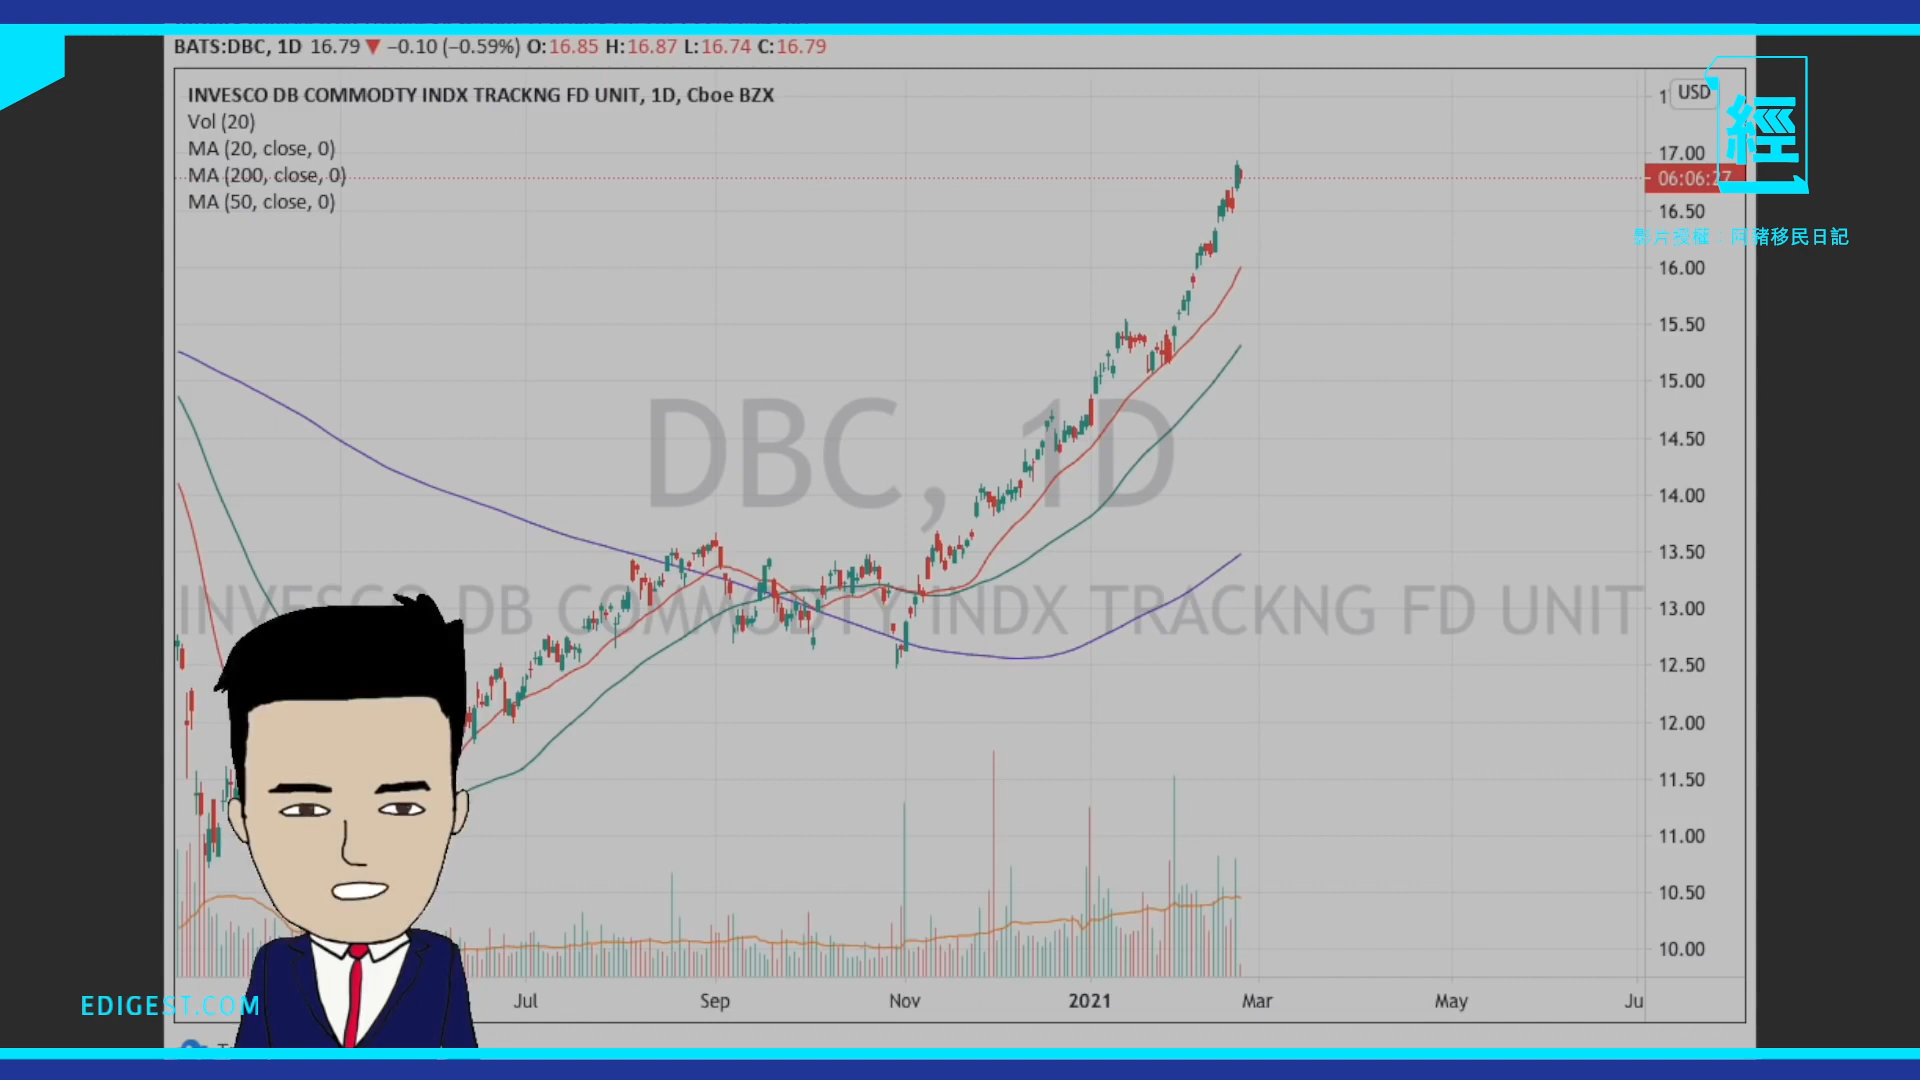 BATS:DBC, 1D 16.79 ▼ −0.10 (−0.59%) O:16.85 H:16.87 L:16.74 C:16.79
INVESCO DB COMMODTY INDX TRACKNG FD UNIT, 1D, Cboe BZX
Vol (20)
MA (20, close, 0)
MA (200, close, 0)
MA (50, close, 0)
USD
經
影片授權：阿豬移民日記
17.00
06:06:27
16.50
16.00
15.50
15.00
14.50
14.00
13.50
13.00
12.50
12.00
11.50
11.00
10.50
10.00
DBC, 1D
INVESCO DB COMMODTY INDX TRACKNG FD UNIT
Jul
Sep
Nov
2021
Mar
May
Ju
EDIGEST.COM